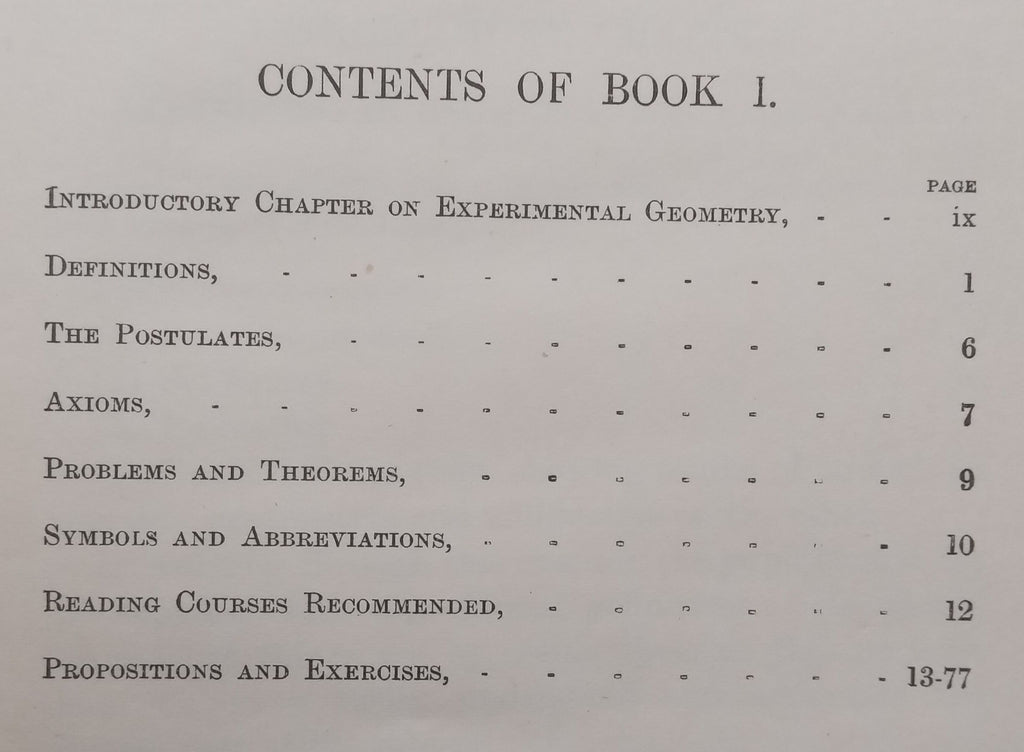 CONTENTS OF BOOK I.
PAGE
INTRODUCTORY CHAPTER ON EXPERIMENTAL GEOMETRY, - - ix
DEFINITIONS, - - - - - - - - - - 1
THE POSTULATES, - - - - - - - - - 6
AXIOMS, - - - - - - - - - - - 7
PROBLEMS AND THEOREMS, - - - - - - - 9
SYMBOLS AND ABBREVIATIONS, - - - - - - - 10
READING COURSES RECOMMENDED, - - - - - - 12
PROPOSITIONS AND EXERCISES, - - - - - - - 13-77